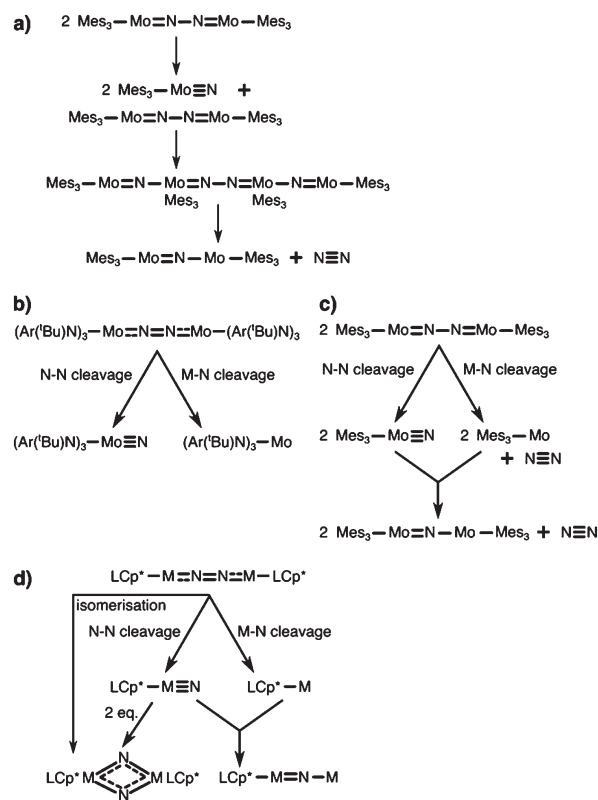 a)
2 Mes₃—Mo=N—N=Mo—Mes₃
2 Mes₃—Mo≡N +
Mes₃—Mo=N—N=Mo—Mes₃
Mes₃—Mo=N—Mo=N—N=Mo—N=Mo—Mes₃
Mes₃ Mes₃
Mes₃—Mo=N—Mo—Mes₃ + N≡N
b)
(Ar(ᵗBu)N)₃—Mo=N=N=Mo—(Ar(ᵗBu)N)₃
N-N cleavage M-N cleavage
(Ar(ᵗBu)N)₃—Mo≡N (Ar(ᵗBu)N)₃—Mo
c)
2 Mes₃—Mo=N—N=Mo—Mes₃
N-N cleavage M-N cleavage
2 Mes₃—Mo≡N 2 Mes₃—Mo
+ N≡N
2 Mes₃—Mo=N—Mo—Mes₃ + N≡N
d)
LCp*—M=N=N=M—LCp*
isomerisation
N-N cleavage M-N cleavage
LCp*—M≡N LCp*—M
2 eq.
N
LCp* M M LCp* LCp*—M=N—M
N